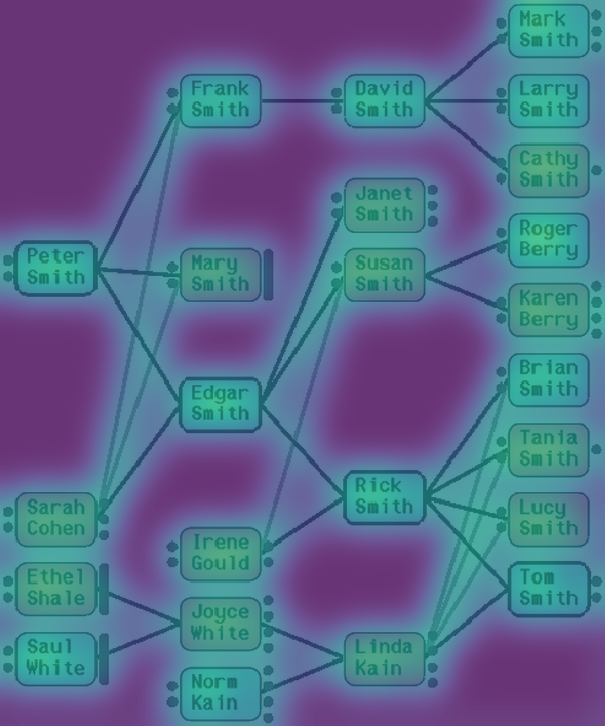 Mark
Smith
Frank
Smith
David
Smith
Larry
Smith
Cathy
Smith
Janet
Smith
Roger
Berry
Peter
Smith
Mary
Smith
Susan
Smith
Karen
Berry
Brian
Smith
Edgar
Smith
Tania
Smith
Rick
Smith
Sarah
Cohen
Lucy
Smith
Irene
Gould
Ethel
Shale
Tom
Smith
Joyce
White
Saul
White
Linda
Kain
Norm
Kain